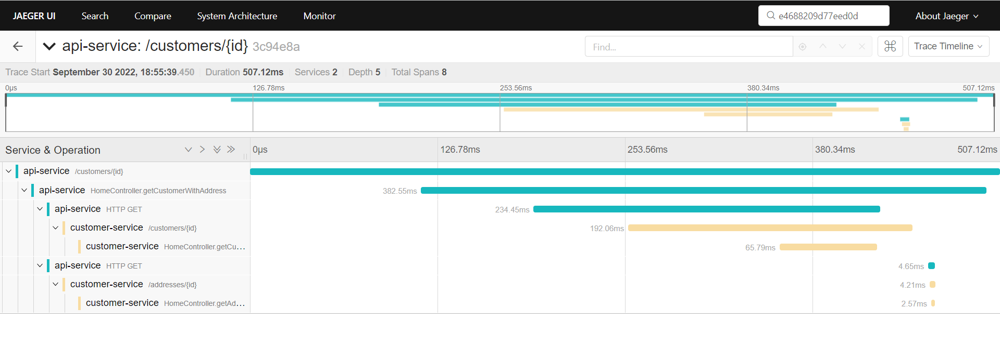 JAEGER UI Search Compare System Architecture Monitor e4688209d77eed0d About Jaeger
api-service: /customers/{id} 3c94e8a Find... Trace Timeline
Trace Start September 30 2022, 18:55:39.450 Duration 507.12ms Services 2 Depth 5 Total Spans 8
0μs 126.78ms 253.56ms 380.34ms 507.12ms
Service & Operation 0μs 126.78ms 253.56ms 380.34ms 507.12ms
api-service /customers/{id}
api-service HomeController.getCustomerWithAddress 382.55ms
api-service HTTP GET 234.45ms
customer-service /customers/{id} 192.06ms
customer-service HomeController.getCu... 65.79ms
api-service HTTP GET 4.65ms
customer-service /addresses/{id} 4.21ms
customer-service HomeController.getAd... 2.57ms